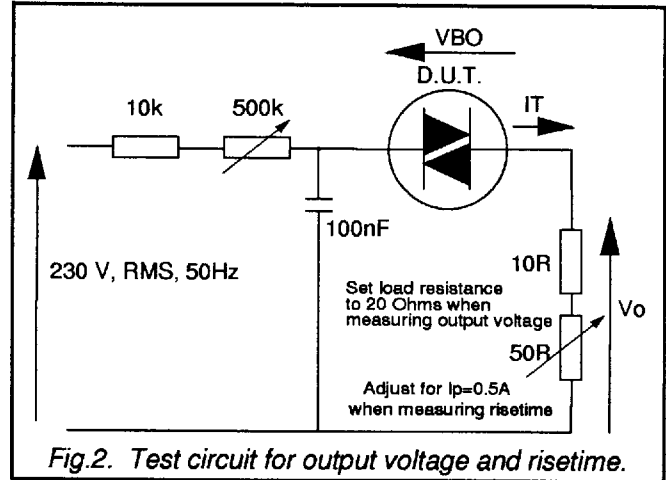 VBO
D.U.T.
10k
500k
IT
100nF
10R
230 V, RMS, 50Hz
Set load resistance
to 20 Ohms when
measuring output voltage
Vo
50R
Adjust for Ip=0.5A
when measuring risetime
Fig.2. Test circuit for output voltage and risetime.